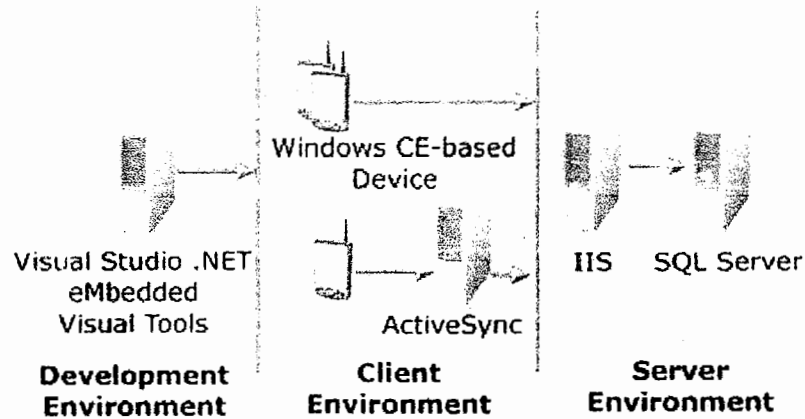 Windows CE-based
Device
Visual Studio .NET
eMbedded
Visual Tools
ActiveSync
IIS
SQL Server
Development
Environment
Client
Environment
Server
Environment